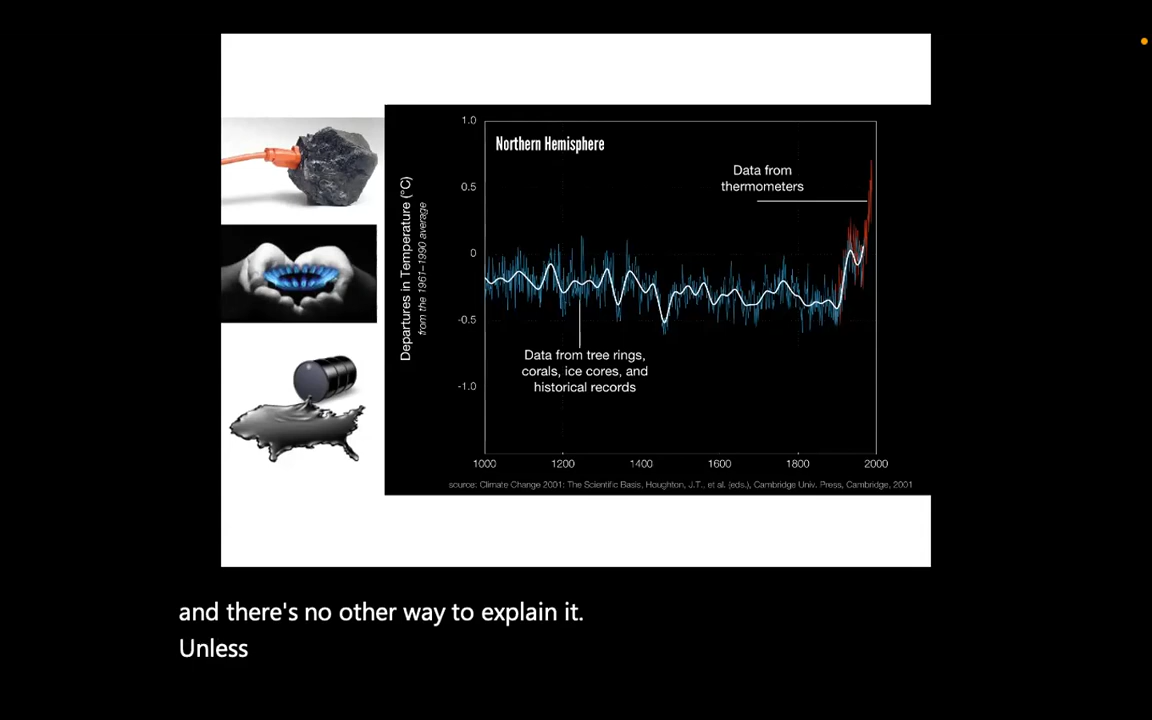 1.0
Northern Hemisphere
Data from
thermometers
0.5
0
-0.5
-1.0
Departures in Temperature (°C)
from the 1961–1990 average
Data from tree rings,
corals, ice cores, and
historical records
1000 1200 1400 1600 1800 2000
source: Climate Change 2001: The Scientific Basis, Houghton, J.T., et al. (eds.), Cambridge Univ. Press, Cambridge, 2001
and there's no other way to explain it.
Unless